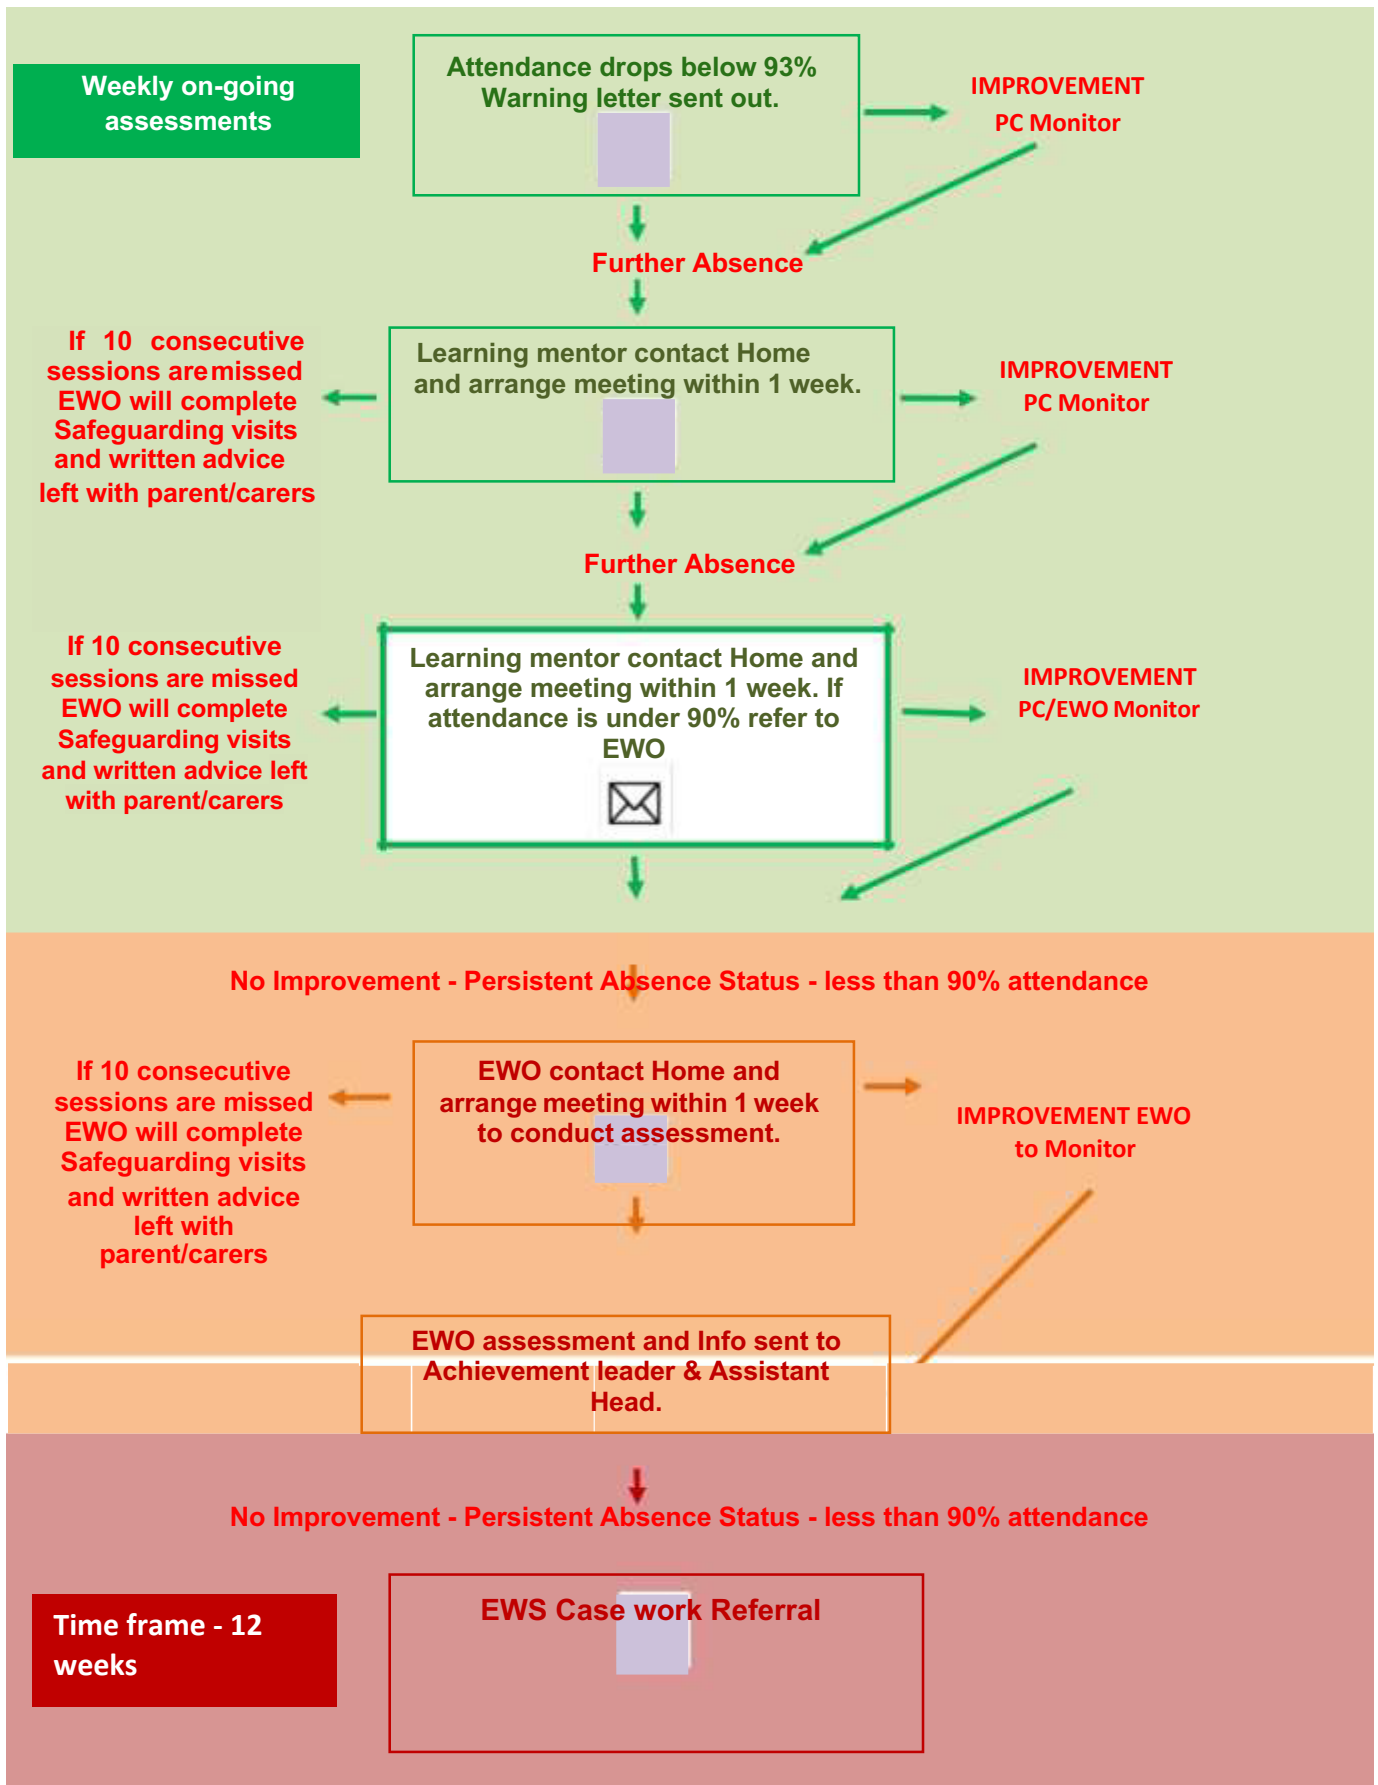 Weekly on-going
assessments
Attendance drops below 93%
Warning letter sent out.
IMPROVEMENT
PC Monitor
Further Absence
If 10 consecutive
sessions are missed
EWO will complete
Safeguarding visits
and written advice
left with parent/carers
Learning mentor contact Home
and arrange meeting within 1 week.
IMPROVEMENT
PC Monitor
Further Absence
If 10 consecutive
sessions are missed
EWO will complete
Safeguarding visits
and written advice left
with parent/carers
Learning mentor contact Home and
arrange meeting within 1 week. If
attendance is under 90% refer to
EWO
IMPROVEMENT
PC/EWO Monitor
No Improvement - Persistent Absence Status - less than 90% attendance
If 10 consecutive
sessions are missed
EWO will complete
Safeguarding visits
and written advice
left with
parent/carers
EWO contact Home and
arrange meeting within 1 week
to conduct assessment.
IMPROVEMENT EWO
to Monitor
EWO assessment and Info sent to
Achievement leader & Assistant
Head.
No Improvement - Persistent Absence Status - less than 90% attendance
Time frame - 12
weeks
EWS Case work Referral